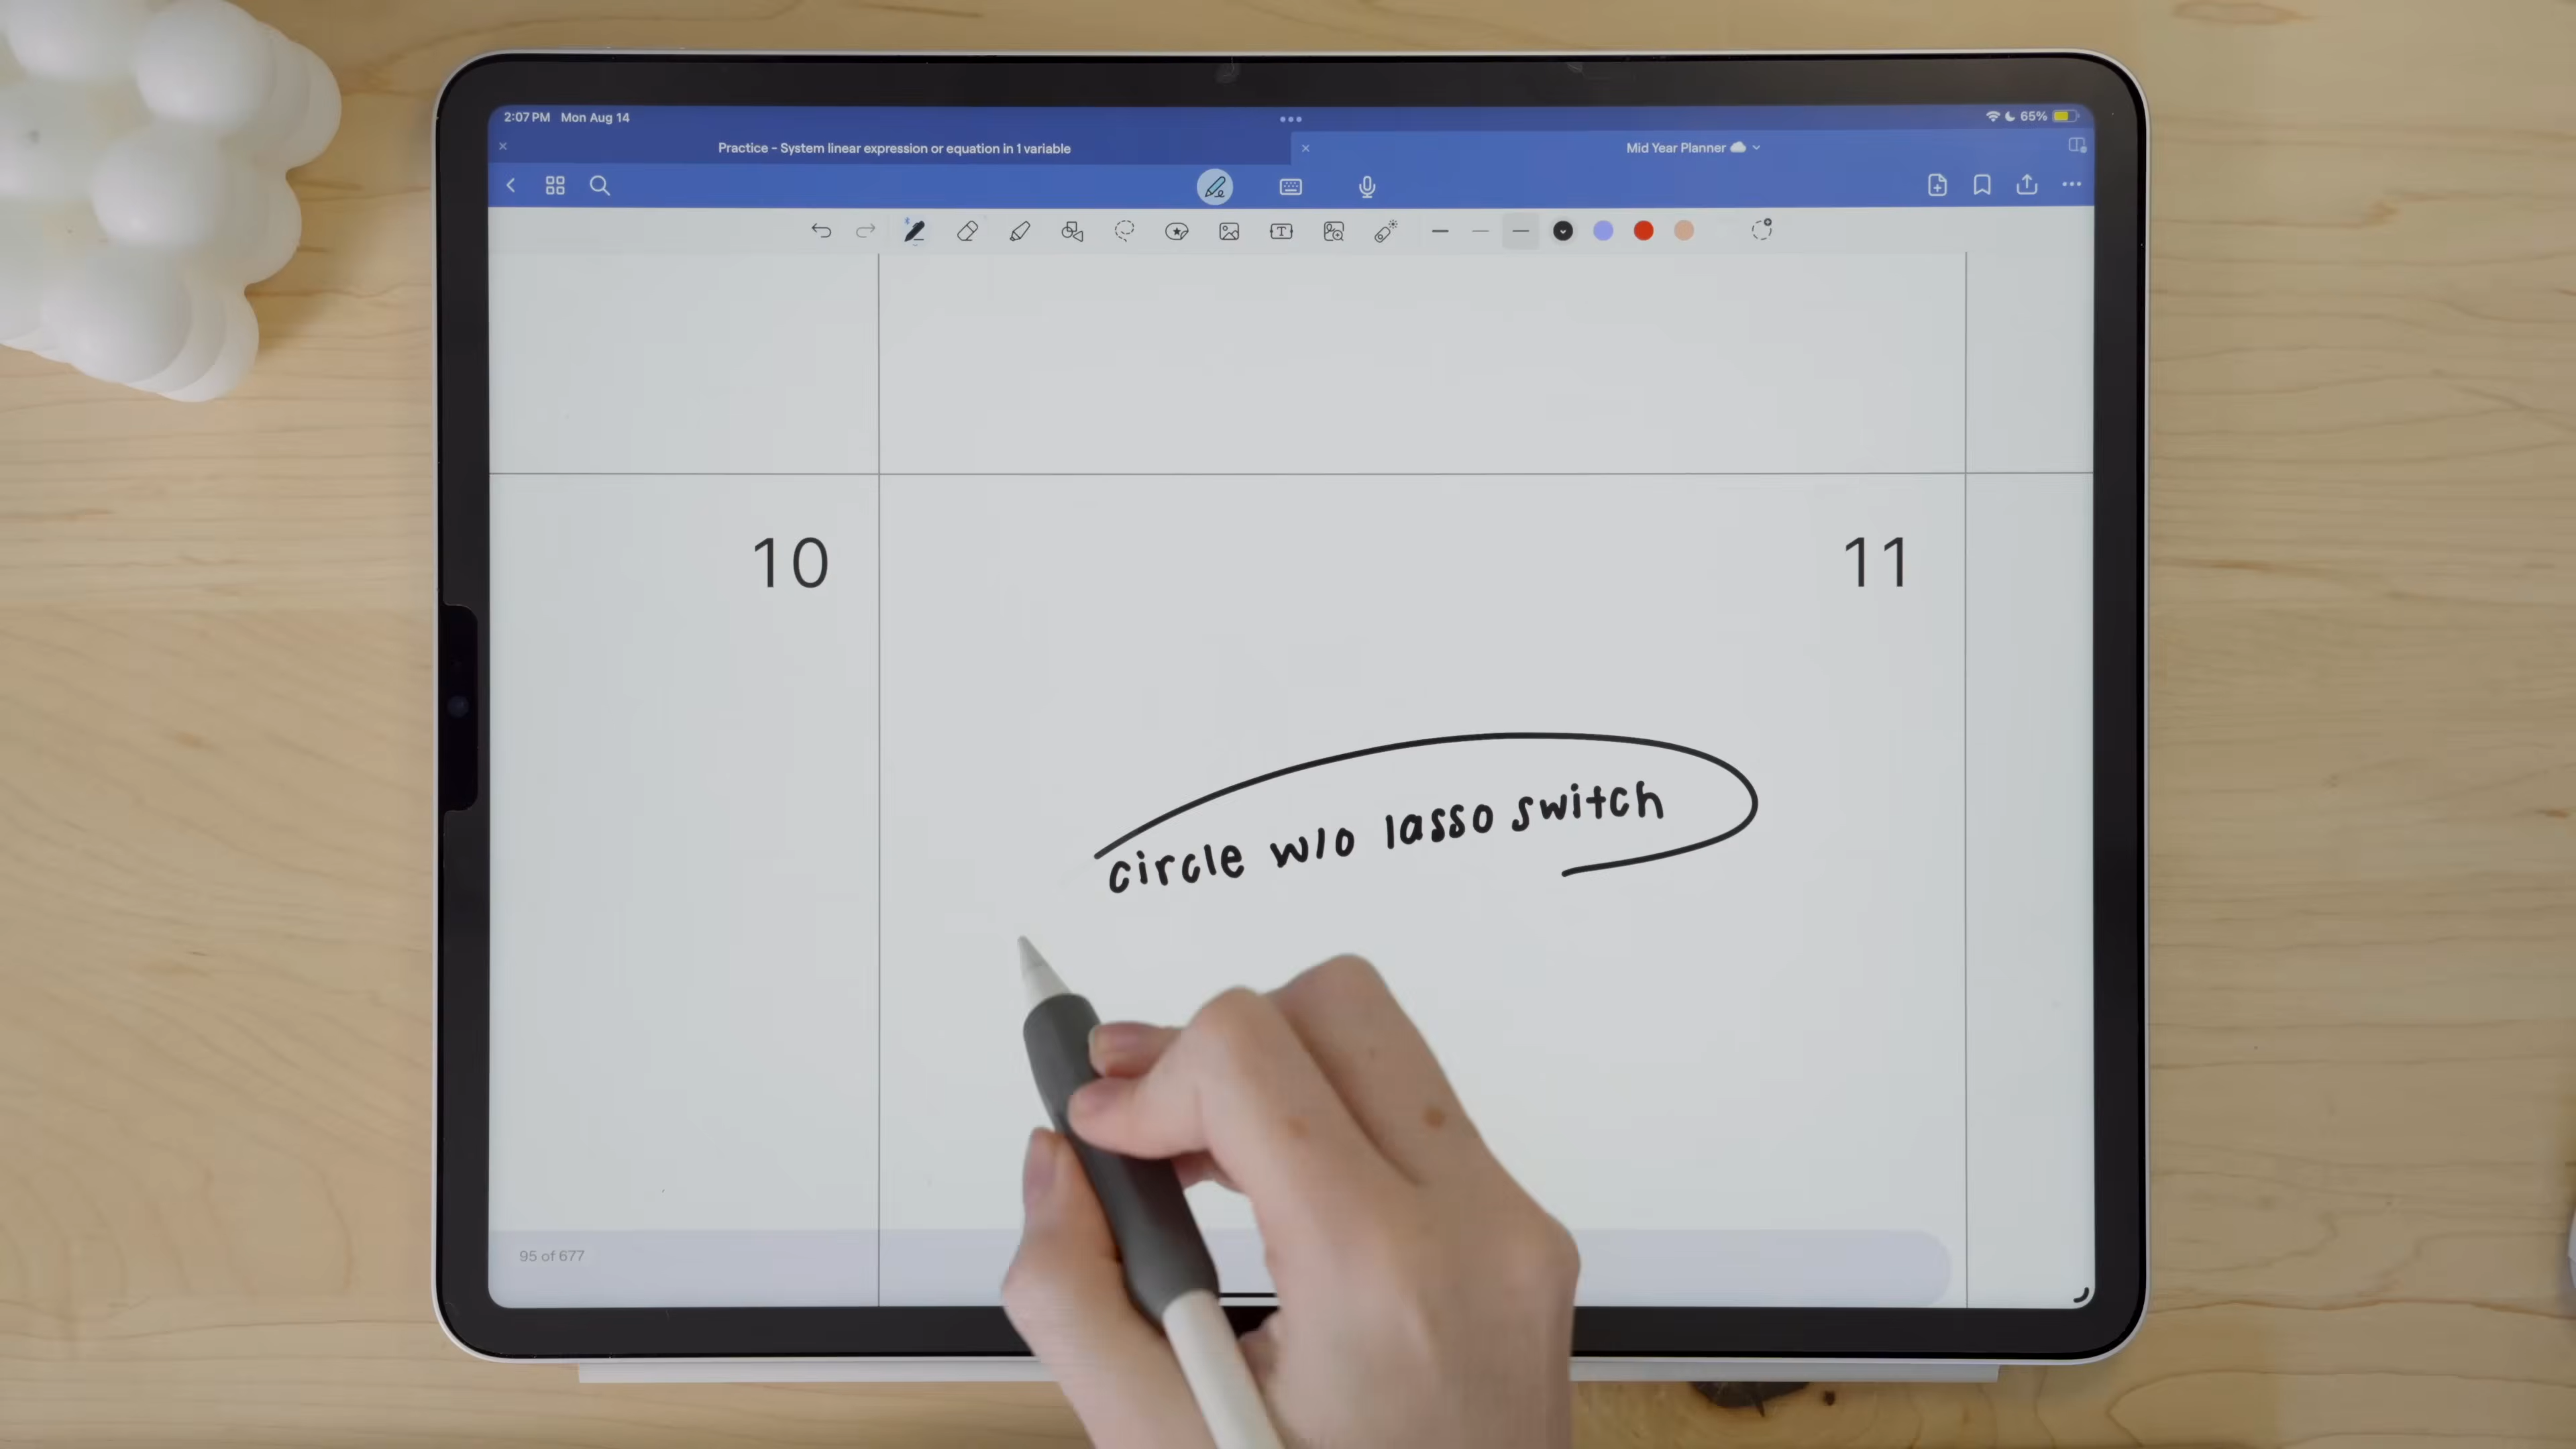 2:07 PM Mon Aug 14
65%
Practice - System linear expression or equation in 1 variable
Mid Year Planner
T
10
11
circle w/o lasso switch
95 of 677